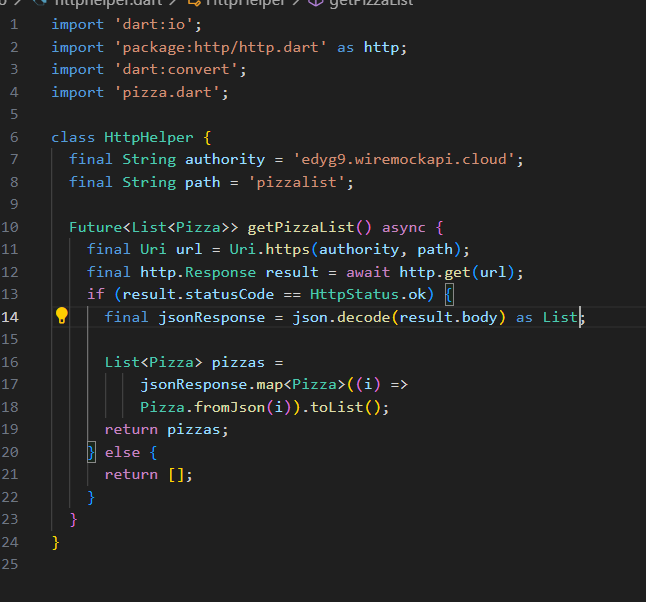 httphelper.dart > HttpHelper > getPizzaList
1 import 'dart:io';
2 import 'package:http/http.dart' as http;
3 import 'dart:convert';
4 import 'pizza.dart';
5
6 class HttpHelper {
7   final String authority = 'edyg9.wiremockapi.cloud';
8   final String path = 'pizzalist';
9
10   Future<List<Pizza>> getPizzaList() async {
11     final Uri url = Uri.https(authority, path);
12     final http.Response result = await http.get(url);
13     if (result.statusCode == HttpStatus.ok) {
14       final jsonResponse = json.decode(result.body) as List;
15
16       List<Pizza> pizzas =
17           jsonResponse.map<Pizza>((i) =>
18           Pizza.fromJson(i)).toList();
19       return pizzas;
20     } else {
21       return [];
22     }
23   }
24 }
25